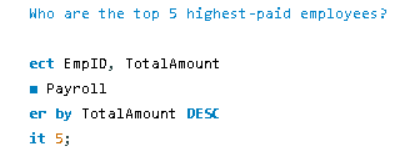 Who are the top 5 highest-paid employees?
ect EmpID, TotalAmount
Payroll
er by TotalAmount DESC
it 5;